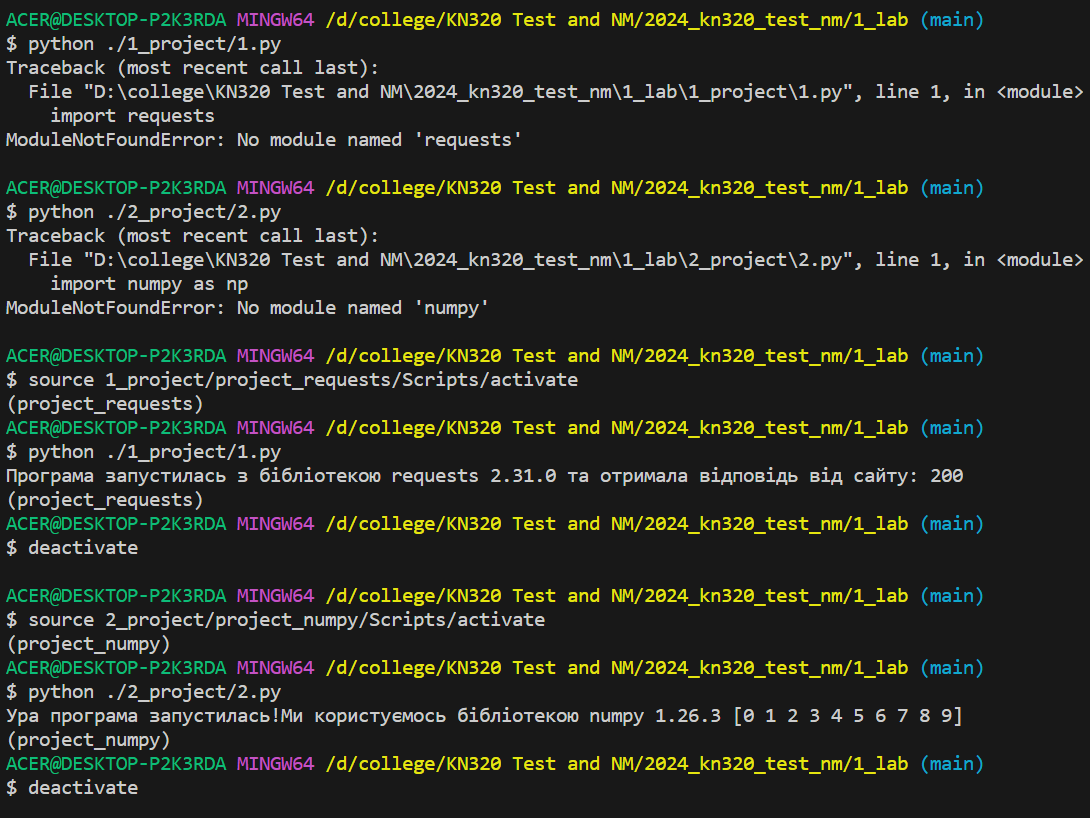 ACER@DESKTOP-P2K3RDA MINGW64 /d/college/KN320 Test and NM/2024_kn320_test_nm/1_lab (main)
$ python ./1_project/1.py
Traceback (most recent call last):
  File "D:\college\KN320 Test and NM\2024_kn320_test_nm\1_lab\1_project\1.py", line 1, in <module>
    import requests
ModuleNotFoundError: No module named 'requests'

ACER@DESKTOP-P2K3RDA MINGW64 /d/college/KN320 Test and NM/2024_kn320_test_nm/1_lab (main)
$ python ./2_project/2.py
Traceback (most recent call last):
  File "D:\college\KN320 Test and NM\2024_kn320_test_nm\1_lab\2_project\2.py", line 1, in <module>
    import numpy as np
ModuleNotFoundError: No module named 'numpy'

ACER@DESKTOP-P2K3RDA MINGW64 /d/college/KN320 Test and NM/2024_kn320_test_nm/1_lab (main)
$ source 1_project/project_requests/Scripts/activate
(project_requests)
ACER@DESKTOP-P2K3RDA MINGW64 /d/college/KN320 Test and NM/2024_kn320_test_nm/1_lab (main)
$ python ./1_project/1.py
Програма запустилась з бібліотекою requests 2.31.0 та отримала відповідь від сайту: 200
(project_requests)
ACER@DESKTOP-P2K3RDA MINGW64 /d/college/KN320 Test and NM/2024_kn320_test_nm/1_lab (main)
$ deactivate

ACER@DESKTOP-P2K3RDA MINGW64 /d/college/KN320 Test and NM/2024_kn320_test_nm/1_lab (main)
$ source 2_project/project_numpy/Scripts/activate
(project_numpy)
ACER@DESKTOP-P2K3RDA MINGW64 /d/college/KN320 Test and NM/2024_kn320_test_nm/1_lab (main)
$ python ./2_project/2.py
Ура програма запустилась!Ми користуємось бібліотекою numpy 1.26.3 [0 1 2 3 4 5 6 7 8 9]
(project_numpy)
ACER@DESKTOP-P2K3RDA MINGW64 /d/college/KN320 Test and NM/2024_kn320_test_nm/1_lab (main)
$ deactivate